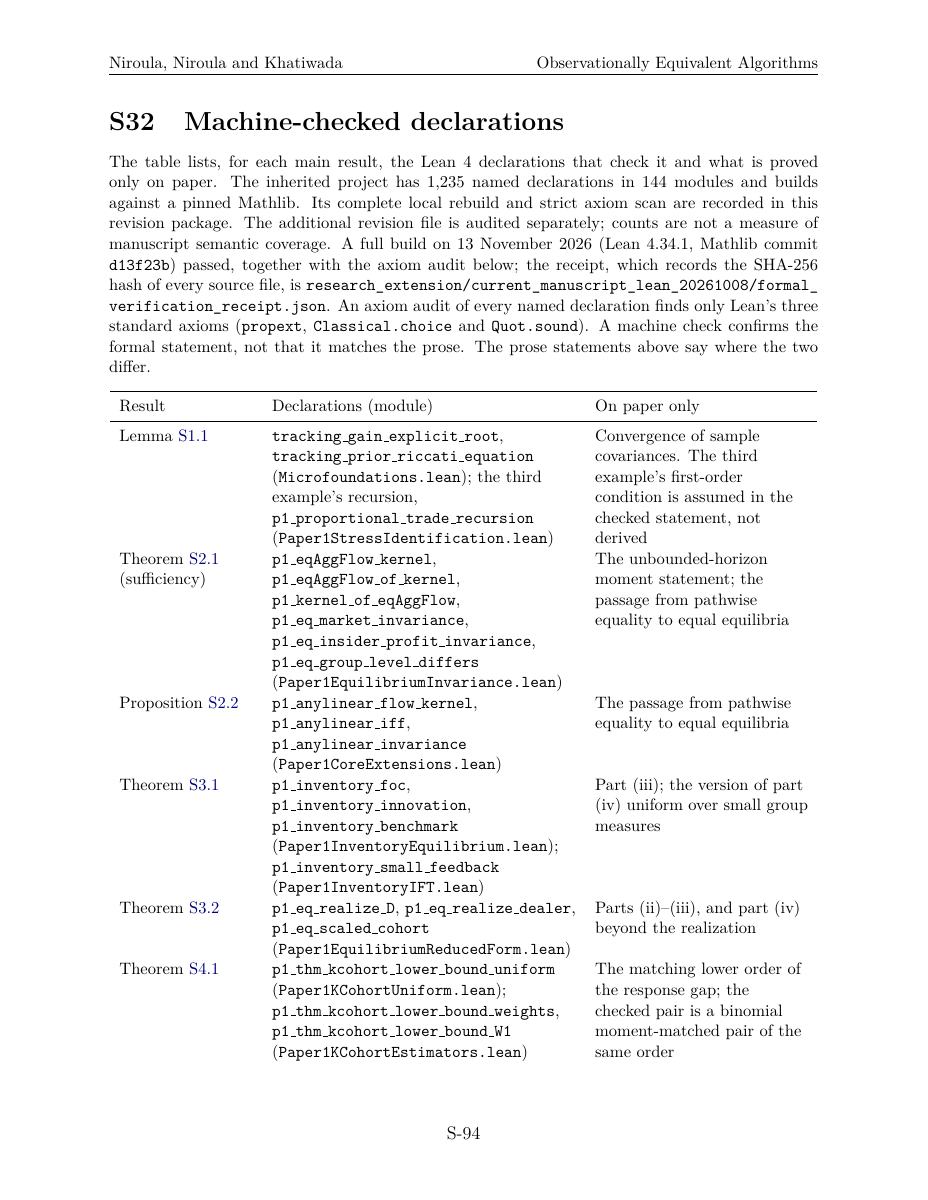 Niroula, Niroula and Khatiwada Observationally Equivalent Algorithms
S32 Machine-checked declarations
The table lists, for each main result, the Lean 4 declarations that check it and what is proved
only on paper. The inherited project has 1,235 named declarations in 144 modules and builds
against a pinned Mathlib. Its complete local rebuild and strict axiom scan are recorded in this
revision package. The additional revision file is audited separately; counts are not a measure of
manuscript semantic coverage. A full build on 13 November 2026 (Lean 4.34.1, Mathlib commit
d13f23b) passed, together with the axiom audit below; the receipt, which records the SHA-256
hash of every source file, is research_extension/current_manuscript_lean_20261008/formal_
verification_receipt.json. An axiom audit of every named declaration finds only Lean's three
standard axioms (propext, Classical.choice and Quot.sound). A machine check confirms the
formal statement, not that it matches the prose. The prose statements above say where the two
differ.
Result Declarations (module) On paper only
Lemma S1.1 tracking_gain_explicit_root, Convergence of sample
tracking_prior_riccati_equation covariances. The third
(Microfoundations.lean); the third example's first-order
example's recursion, condition is assumed in the
p1_proportional_trade_recursion checked statement, not
(Paper1StressIdentification.lean) derived
Theorem S2.1 p1_eqAggFlow_kernel, The unbounded-horizon
(sufficiency) p1_eqAggFlow_of_kernel, moment statement; the
p1_kernel_of_eqAggFlow, passage from pathwise
p1_eq_market_invariance, equality to equal equilibria
p1_eq_insider_profit_invariance,
p1_eq_group_level_differs
(Paper1EquilibriumInvariance.lean)
Proposition S2.2 p1_anylinear_flow_kernel, The passage from pathwise
p1_anylinear_iff, equality to equal equilibria
p1_anylinear_invariance
(Paper1CoreExtensions.lean)
Theorem S3.1 p1_inventory_foc, Part (iii); the version of part
p1_inventory_innovation, (iv) uniform over small group
p1_inventory_benchmark measures
(Paper1InventoryEquilibrium.lean);
p1_inventory_small_feedback
(Paper1InventoryIFT.lean)
Theorem S3.2 p1_eq_realize_D, p1_eq_realize_dealer, Parts (ii)–(iii), and part (iv)
p1_eq_scaled_cohort beyond the realization
(Paper1EquilibriumReducedForm.lean)
Theorem S4.1 p1_thm_kcohort_lower_bound_uniform The matching lower order of
(Paper1KCohortUniform.lean); the response gap; the
p1_thm_kcohort_lower_bound_weights, checked pair is a binomial
p1_thm_kcohort_lower_bound_W1 moment-matched pair of the
(Paper1KCohortEstimators.lean) same order
S-94